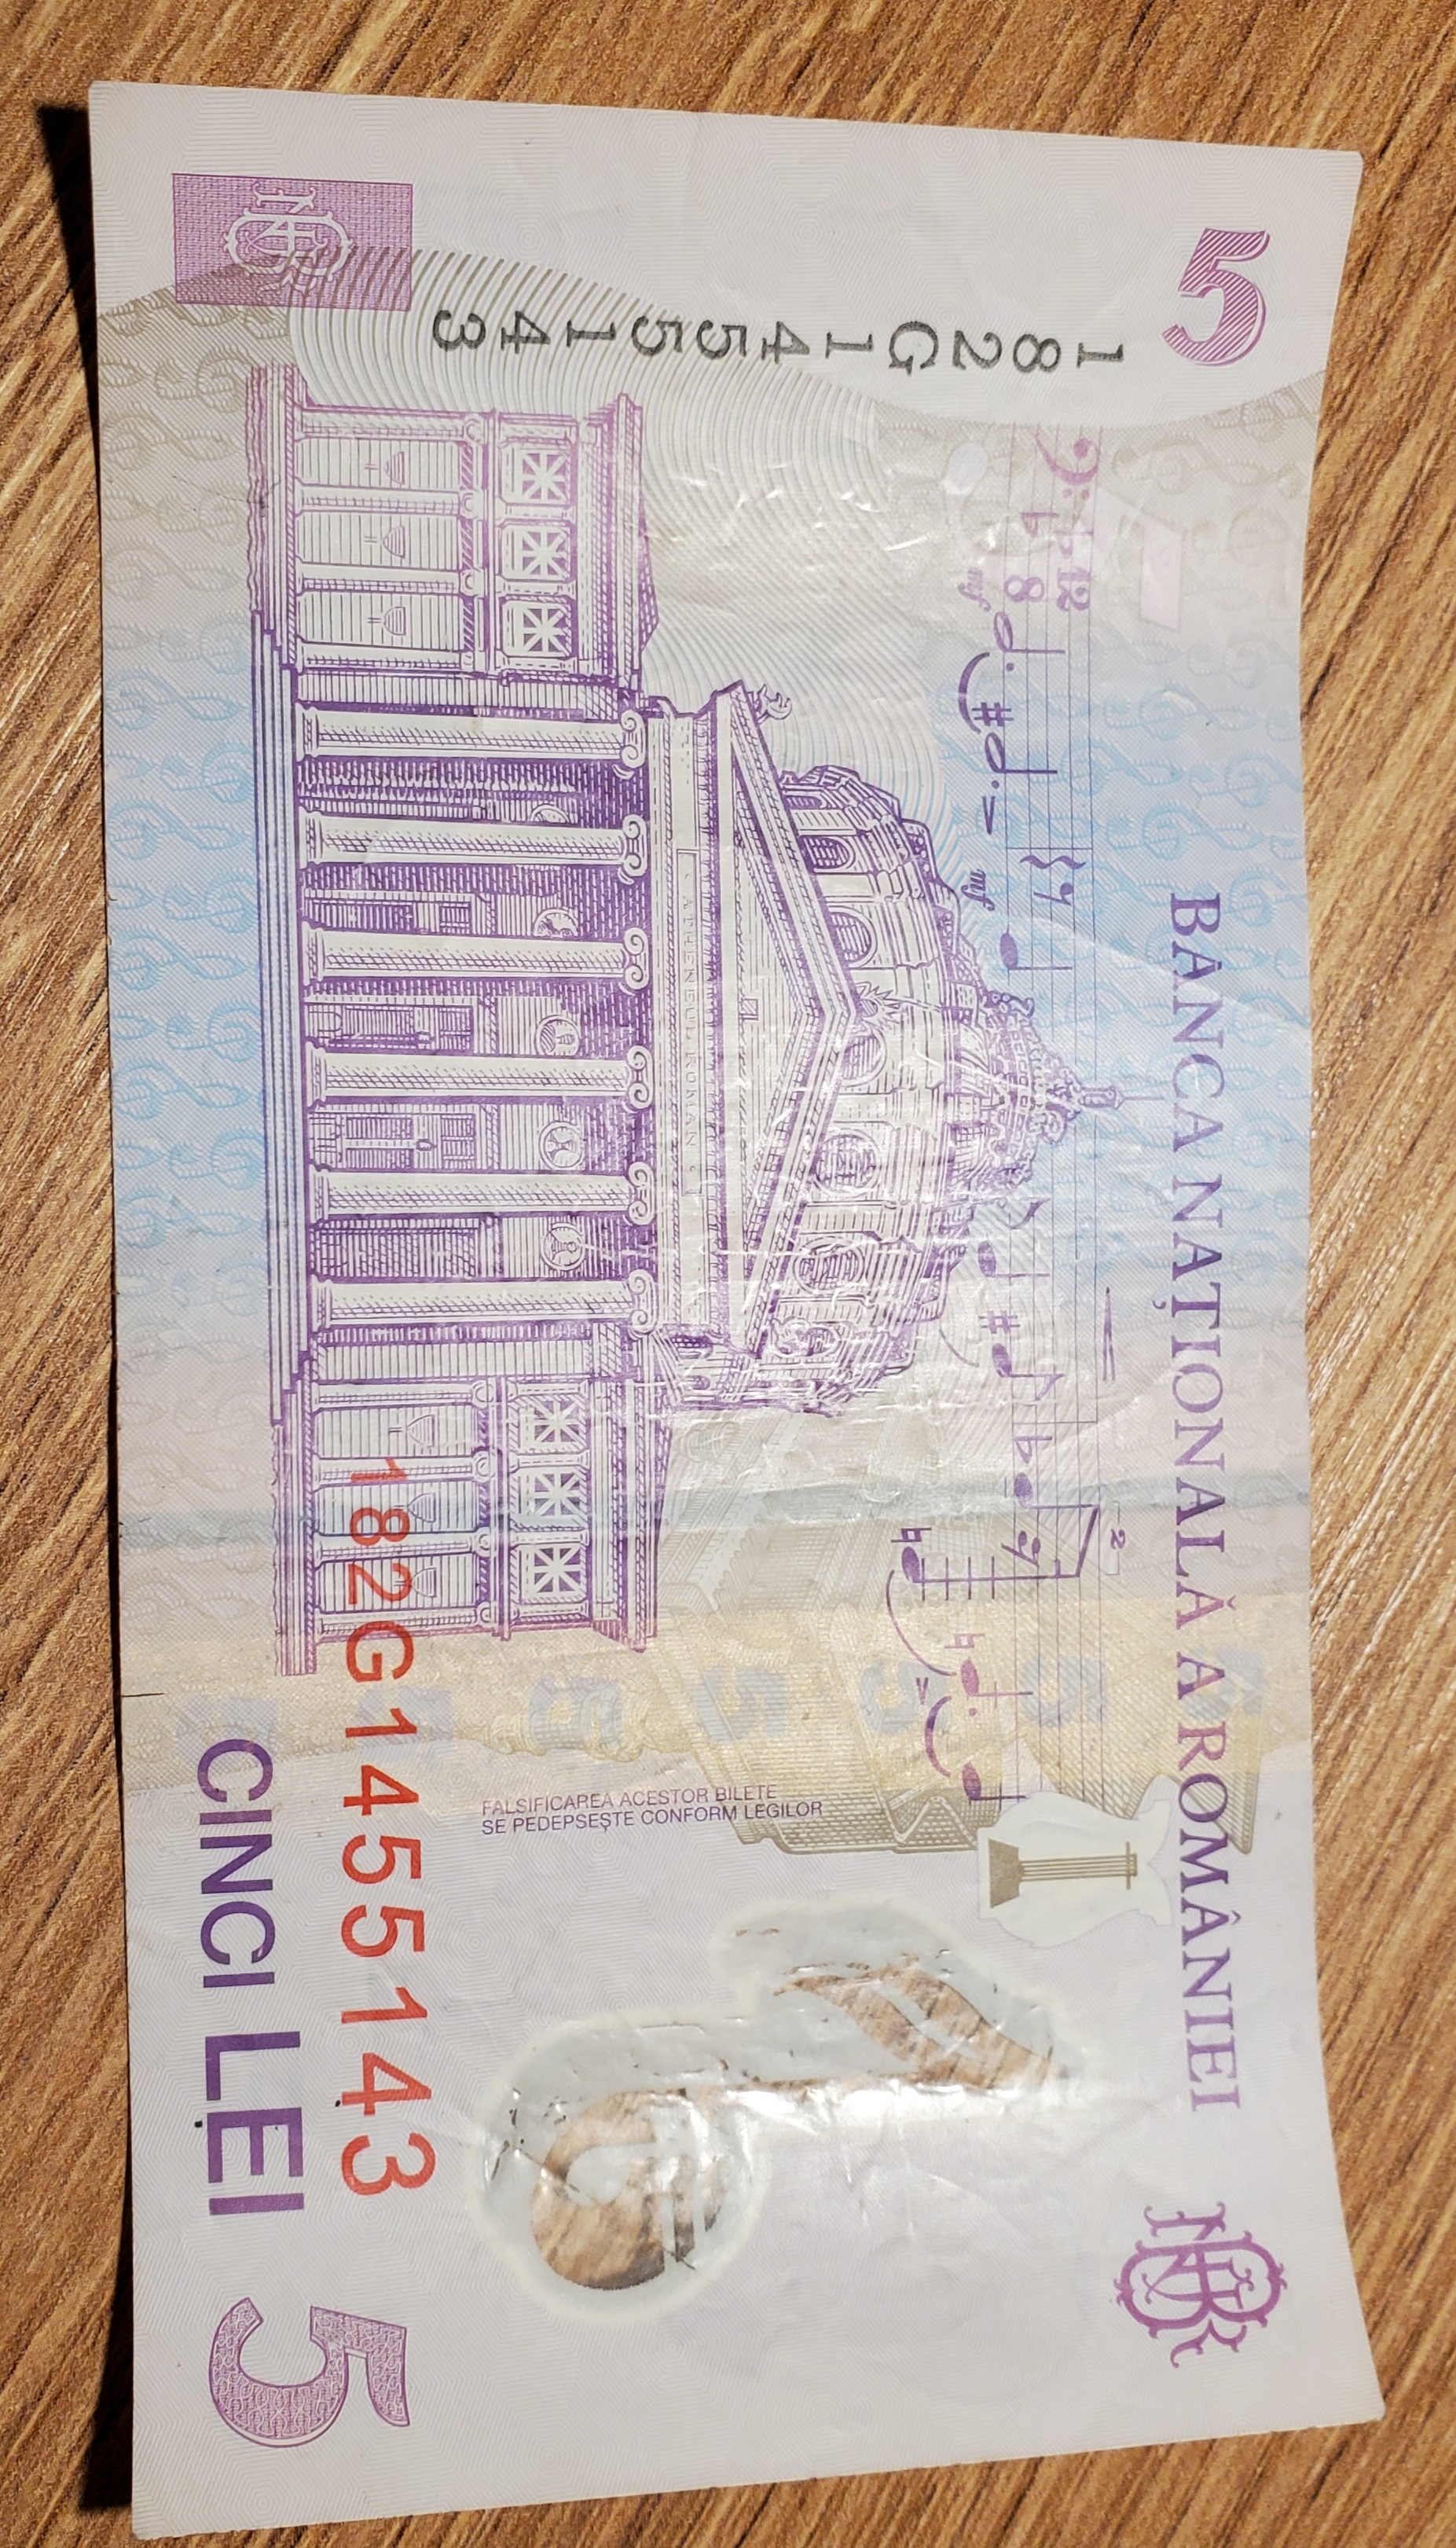 5
BANCA NAȚIONALĂ A ROMÂNIEI
182G1455143
ATHENEUL ROMAN
FALSIFICAREA ACESTOR BILETE
SE PEDEPSEȘTE CONFORM LEGILOR
182G1455143
CINCI LEI
5